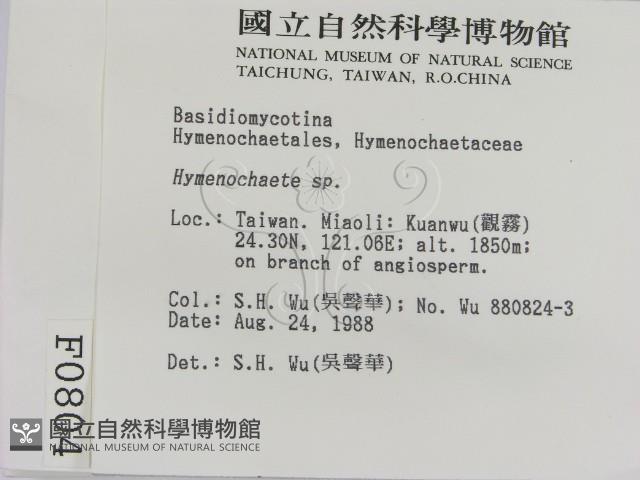 國立自然科學博物館
NATIONAL MUSEUM OF NATURAL SCIENCE
TAICHUNG, TAIWAN, R.O.CHINA
Basidiomycotina
Hymenochaetales, Hymenochaetaceae
Hymenochaete sp.
Loc.: Taiwan. Miaoli: Kuanwu(觀霧)
24.30N, 121.06E; alt. 1850m;
on branch of angiosperm.
Col.: S.H. Wu(吳聲華); No. Wu 880824-3
Date: Aug. 24, 1988
Det.: S.H. Wu(吳聲華)
F0804
國立自然科學博物館
NATIONAL MUSEUM OF NATURAL SCIENCE